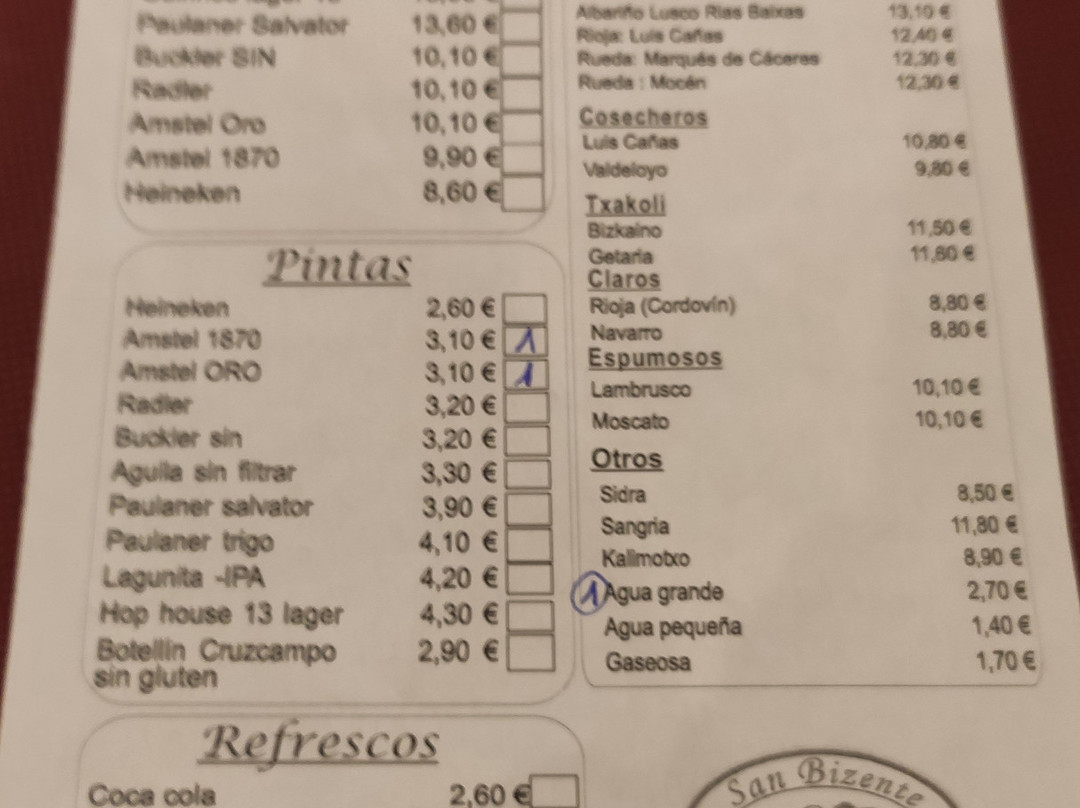 Paulaner Salvator 13,60 €
Buckler SIN 10,10 €
Radler 10,10 €
Amstel Oro 10,10 €
Amstel 1870 9,90 €
Heineken 8,60 €
Pintas
Heineken 2,60 €
Amstel 1870 3,10 € 1
Amstel ORO 3,10 € 1
Radler 3,20 €
Buckler sin 3,20 €
Aguila sin filtrar 3,30 €
Paulaner salvator 3,90 €
Paulaner trigo 4,10 €
Lagunita -IPA 4,20 €
Hop house 13 lager 4,30 €
Botellin Cruzcampo 2,90 €
sin gluten
Refrescos
Coca cola 2,60 €
Albariño Lusco Rias Baixas 13,10 €
Rioja: Luis Cañas 12,40 €
Rueda: Marqués de Cáceres 12,30 €
Rueda : Mocén 12,30 €
Cosecheros
Luis Cañas 10,80 €
Valdeloyo 9,80 €
Txakoli
Bizkaino 11,50 €
Getaria 11,60 €
Claros
Rioja (Cordovín) 8,80 €
Navarro 8,80 €
Espumosos
Lambrusco 10,10 €
Moscato 10,10 €
Otros
Sidra 8,50 €
Sangria 11,80 €
Kalimotxo 8,90 €
1 Agua grande 2,70 €
Agua pequeña 1,40 €
Gaseosa 1,70 €
San Bizente